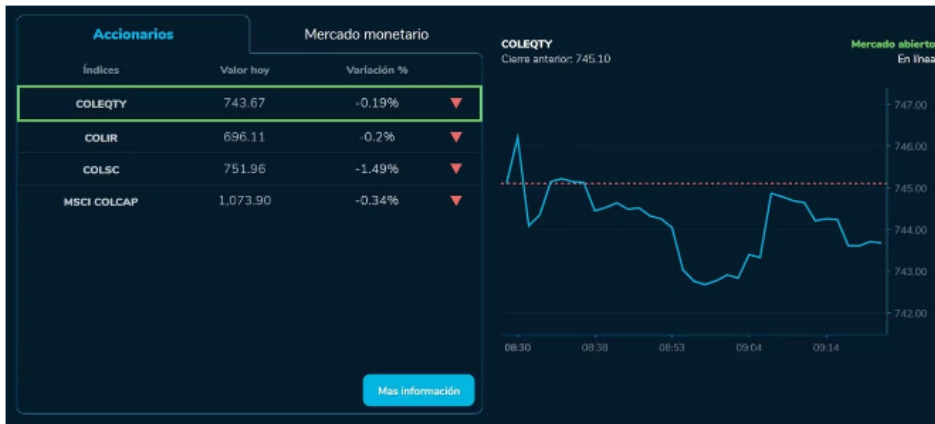 Accionarios Mercado monetario
Índices Valor hoy Variación %
COLEQTY 743.67 -0.19%
COLIR 696.11 -0.2%
COLSC 751.96 -1.49%
MSCI COLCAP 1,073.90 -0.34%
Mas información
COLEQTY Mercado abierto
Cierre anterior: 745.10 En línea
747.00
746.00
745.00
744.00
743.00
742.00
08:30 08:38 08:53 09:04 09:14